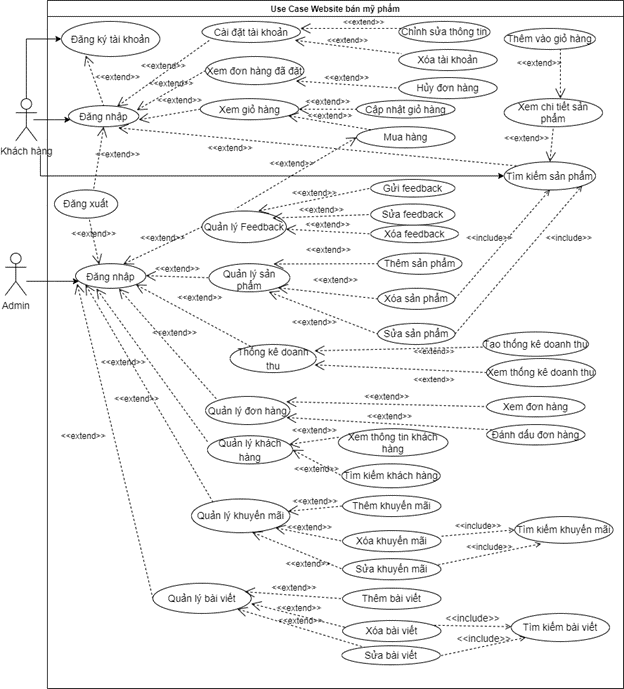 Use Case Website bán mỹ phẩm
Đăng ký tài khoản
<<extend>>
Cài đặt tài khoản
<<extend>>
Chỉnh sửa thông tin
Thêm vào giỏ hàng
<<extend>>
<<extend>>
Xóa tài khoản
<<extend>>
<<extend>>
Xem đơn hàng đã đặt
<<extend>>
Hủy đơn hàng
Khách hàng
Đăng nhập
<<extend>>
Xem giỏ hàng
<<extend>>
Cập nhật giỏ hàng
Xem chi tiết sản
phẩm
<<extend>>
Mua hàng
<<extend>>
<<extend>>
<<extend>>
<<extend>>
Tìm kiếm sản phẩm
Đăng xuất
<<extend>>
Quản lý Feedback
<<extend>>
<<extend>>
Gửi feedback
<<extend>>
Sửa feedback
<<extend>>
Xóa feedback
<<include>>
<<include>>
Admin
Đăng nhập
<<extend>>
Quản lý sản
phẩm
<<extend>>
Thêm sản phẩm
<<extend>>
Xóa sản phẩm
<<extend>>
Sửa sản phẩm
<<extend>>
Thống kê doanh
thu
<<extend>>
Tạo thống kê doanh thu
<<extend>>
Xem thống kê doanh thu
<<extend>>
Quản lý đơn hàng
<<extend>>
Xem đơn hàng
<<extend>>
Đánh dấu đơn hàng
<<extend>>
Quản lý khách
hàng
<<extend>>
Xem thông tin khách
hàng
<<extend>>
Tìm kiếm khách hàng
<<extend>>
Quản lý khuyến mãi
<<extend>>
Thêm khuyến mãi
<<extend>>
Xóa khuyến mãi
<<include>>
Tìm kiếm khuyến mãi
<<extend>>
Sửa khuyến mãi
<<include>>
<<extend>>
Quản lý bài viết
<<extend>>
Thêm bài viết
<<extend>>
Xóa bài viết
<<include>>
Tìm kiếm bài viết
<<extend>>
Sửa bài viết
<<include>>